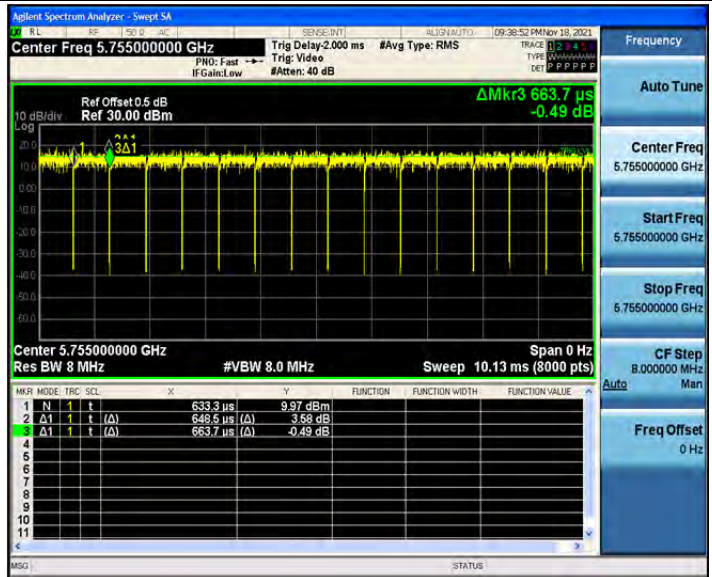 Agilent Spectrum Analyzer - Swept SA
RL RF 50 Ω AC SENSE:INT ALIGNAUTO 09:38:52 PM Nov 18, 2021
Center Freq 5.755000000 GHz
PNO: Fast
IFGain:Low
Trig Delay-2.000 ms
Trig: Video
#Atten: 40 dB
#Avg Type: RMS
TRACE 1 2 3 4 5 6
TYPE
DET P P P P P P
ΔMkr3 663.7 µs
-0.49 dB
Ref Offset 0.5 dB
10 dB/div Ref 30.00 dBm
Log
20.0
10.0
0.00
-10.0
-20.0
-30.0
-40.0
-50.0
-60.0
1
2Δ1
3Δ1
Center 5.755000000 GHz Span 0 Hz
Res BW 8 MHz #VBW 8.0 MHz Sweep 10.13 ms (8000 pts)
MKR MODE TRC SCL X Y FUNCTION FUNCTION WIDTH FUNCTION VALUE
1 N 1 t 633.3 µs 9.97 dBm
2 Δ1 1 t (Δ) 648.5 µs (Δ) 3.58 dB
3 Δ1 1 t (Δ) 663.7 µs (Δ) -0.49 dB
4
5
6
7
8
9
10
11
MSG STATUS
Frequency
Auto Tune
Center Freq
5.755000000 GHz
Start Freq
5.755000000 GHz
Stop Freq
5.755000000 GHz
CF Step
8.000000 MHz
Auto Man
Freq Offset
0 Hz